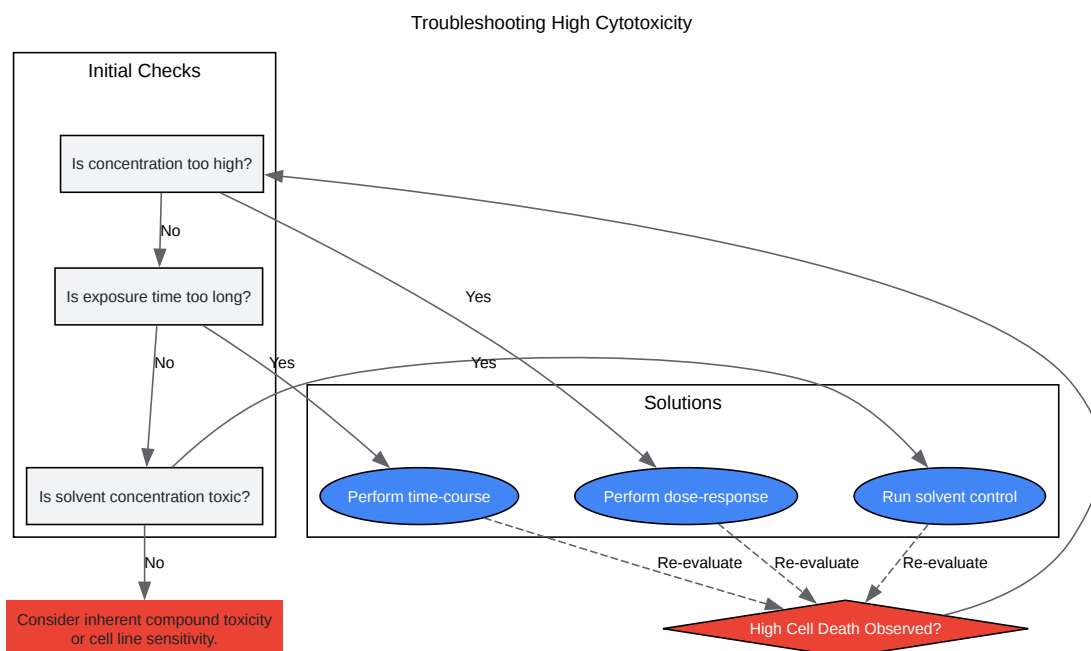 Troubleshooting High Cytotoxicity
Initial Checks
Is concentration too high?
No
Is exposure time too long?
Yes
No
Yes
Yes
Solutions
Is solvent concentration toxic?
Perform time-course
Perform dose-response
Run solvent control
No
Re-evaluate
Re-evaluate
Re-evaluate
Consider inherent compound toxicity
or cell line sensitivity.
High Cell Death Observed?